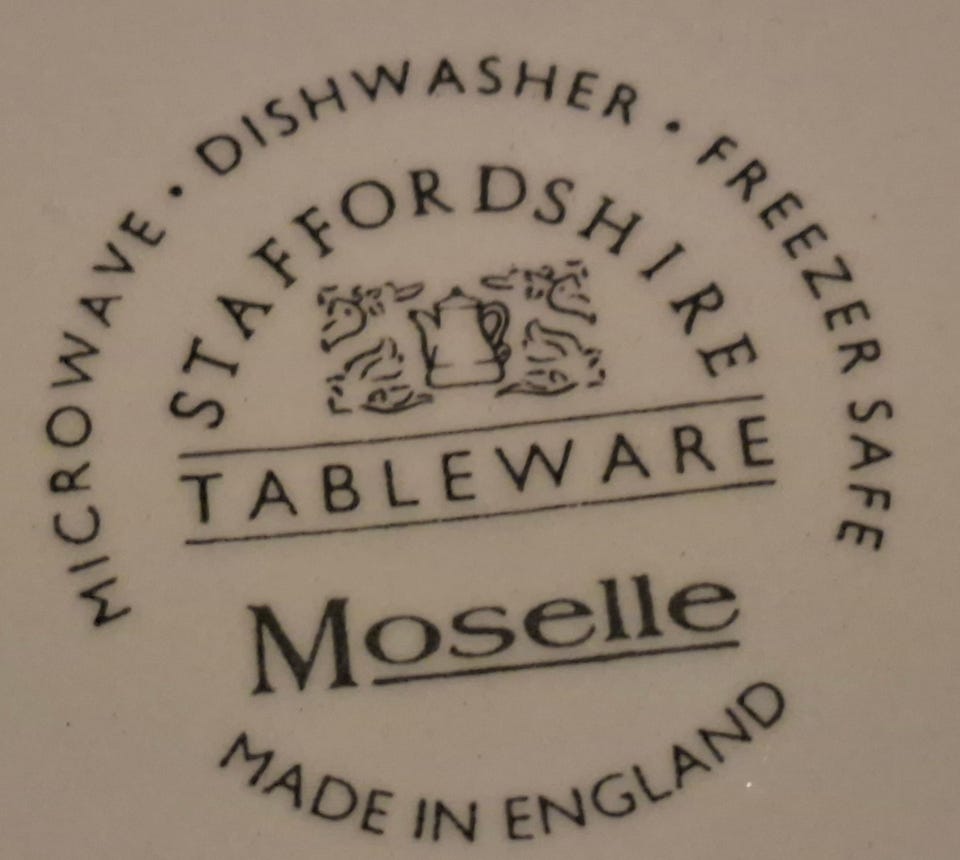 MICROWAVE · DISHWASHER · FREEZER SAFE
STAFFORDSHIRE
TABLEWARE
Moselle
MADE IN ENGLAND